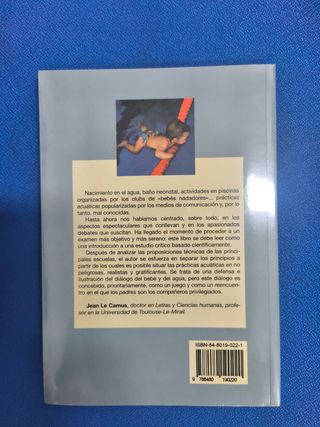 Nacimiento en el agua, baño neonatal, actividades en piscinas
organizadas por los clubs de «bebés nadadores»... prácticas
acuáticas popularizadas por los medios de comunicación y, por lo
tanto, mal conocidas.
Hasta ahora nos habíamos centrado, sobre todo, en los
aspectos espectaculares que conllevan y en los apasionados
debates que suscitan. Ha llegado el momento de proceder a un
examen más objetivo y más sereno: este libro se debe leer como
una introducción a un estudio crítico basado científicamente.
Después de analizar las proposiciones técnicas de las princi-
pales escuelas, el autor se esfuerza en separar los principios a
partir de los cuales es posible situar las prácticas acuáticas en no
peligrosas, realistas y gratificantes. Se trata de una defensa e
ilustración del diálogo del bebé y del agua, pero este diálogo es
concebido, prioritariamente, como un juego y como un reencuen-
tro en el que los padres son los compañeros privilegiados.
Jean Le Camus, doctor en Letras y Ciencias humanas, profe-
sor en la Universidad de Toulouse-Le-Mirail.
ISBN-84-8019-022-1
9 788480 190220